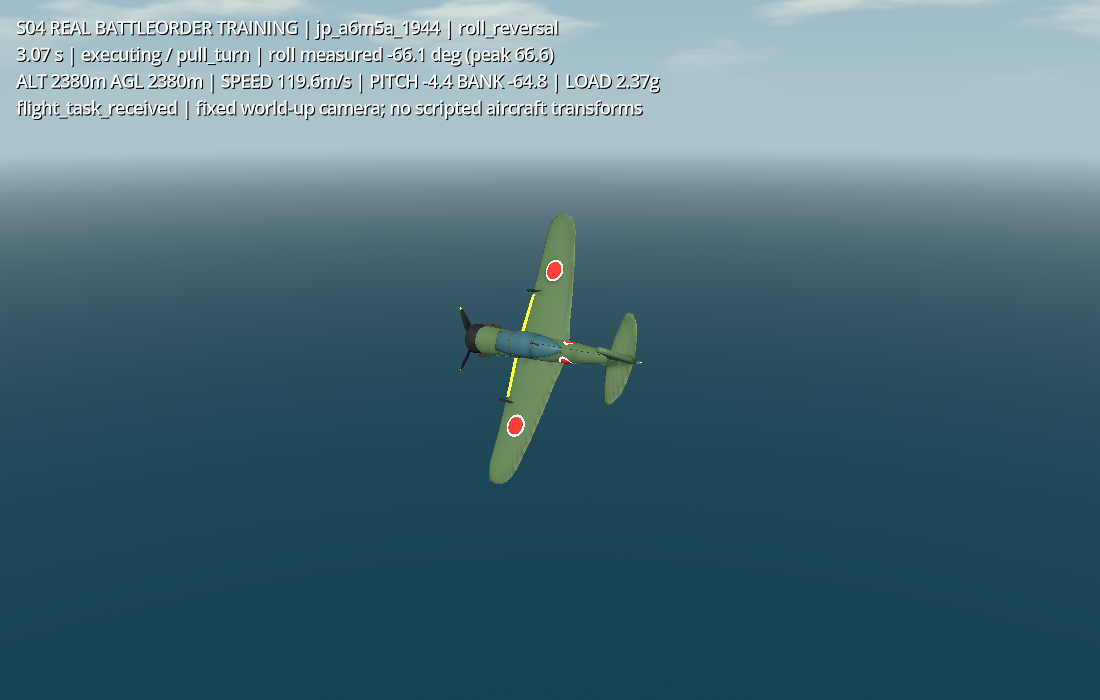 S04 REAL BATTLEORDER TRAINING | jp_a6m5a_1944 | roll_reversal
3.07 s | executing / pull_turn | roll measured -66.1 deg (peak 66.6)
ALT 2380m AGL 2380m | SPEED 119.6m/s | PITCH -4.4 BANK -64.8 | LOAD 2.37g
flight_task_received | fixed world-up camera; no scripted aircraft transforms